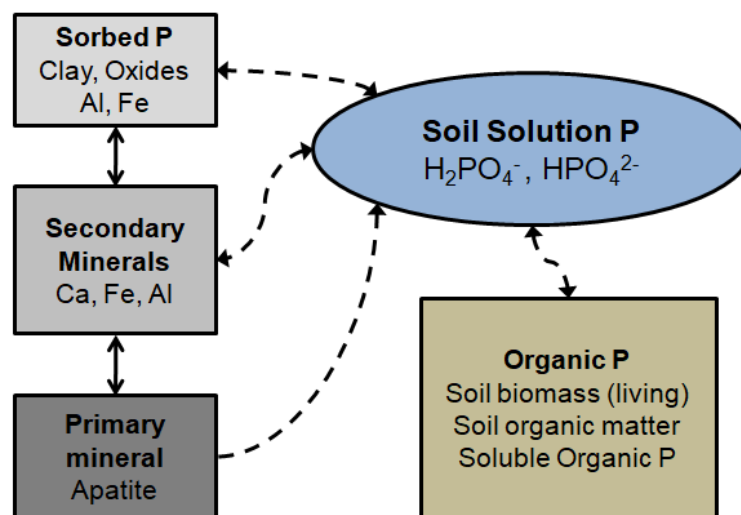 Sorbed P
Clay, Oxides
Al, Fe
Soil Solution P
H₂PO₄⁻ , HPO₄²⁻
Secondary
Minerals
Ca, Fe, Al
Organic P
Soil biomass (living)
Soil organic matter
Soluble Organic P
Primary
mineral
Apatite